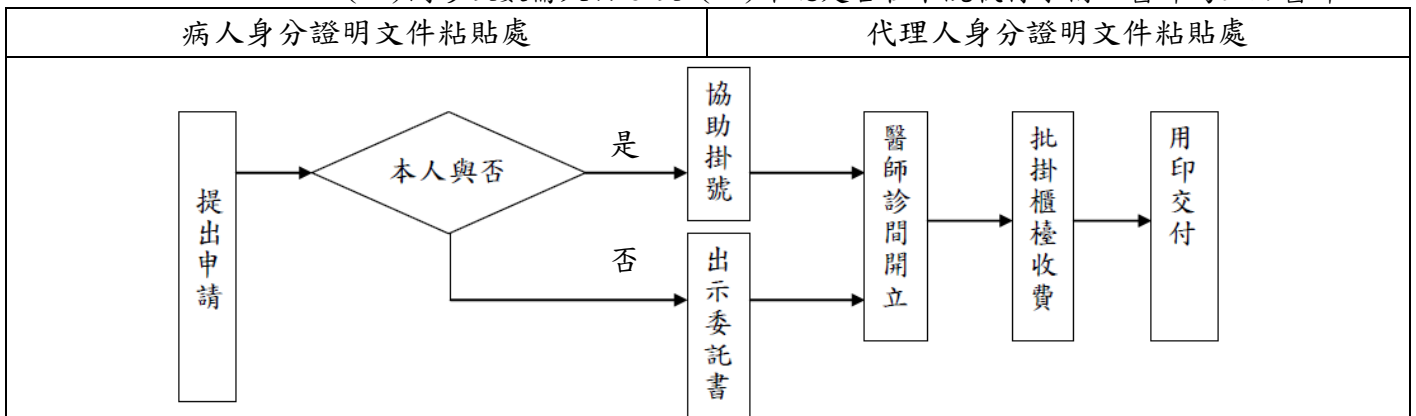 病人身分證明文件粘貼處
代理人身分證明文件粘貼處
提出申請
本人與否
是
協助掛號
否
出示委託書
醫師診間開立
批掛櫃檯收費
用印交付